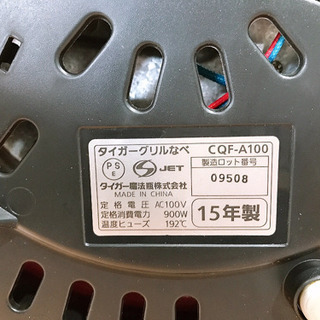 タイガーグリルなべ CQF-A100
PSE JET 製造ロット番号
タイガー魔法瓶株式会社 09508
MADE IN CHINA
定格電圧 AC100V
定格消費電力 900W 15年製
温度ヒューズ 192℃